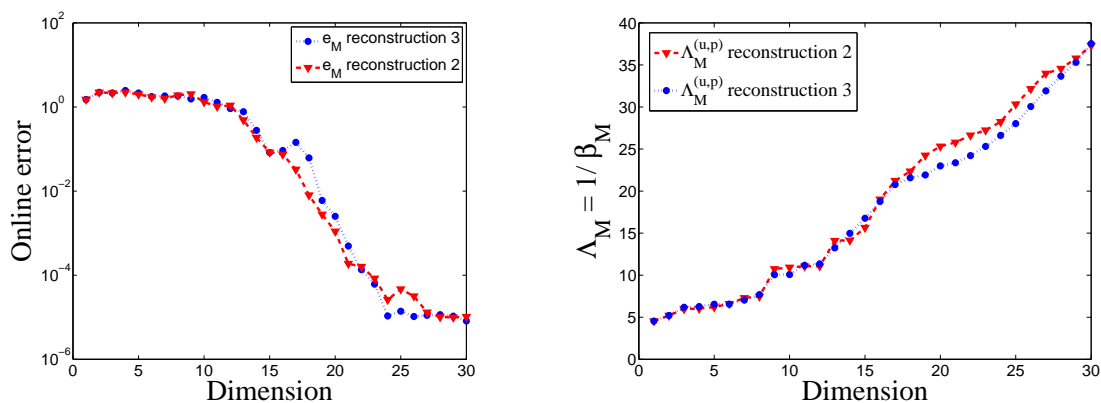 10^2
10^0
10^−2
10^−4
10^−6
Online error
0 5 10 15 20 25 30
Dimension
e_M reconstruction 3
e_M reconstruction 2
40
35
30
25
20
15
10
5
0
Λ_M = 1/ β_M
0 5 10 15 20 25 30
Dimension
Λ_M^(u,p) reconstruction 2
Λ_M^(u,p) reconstruction 3